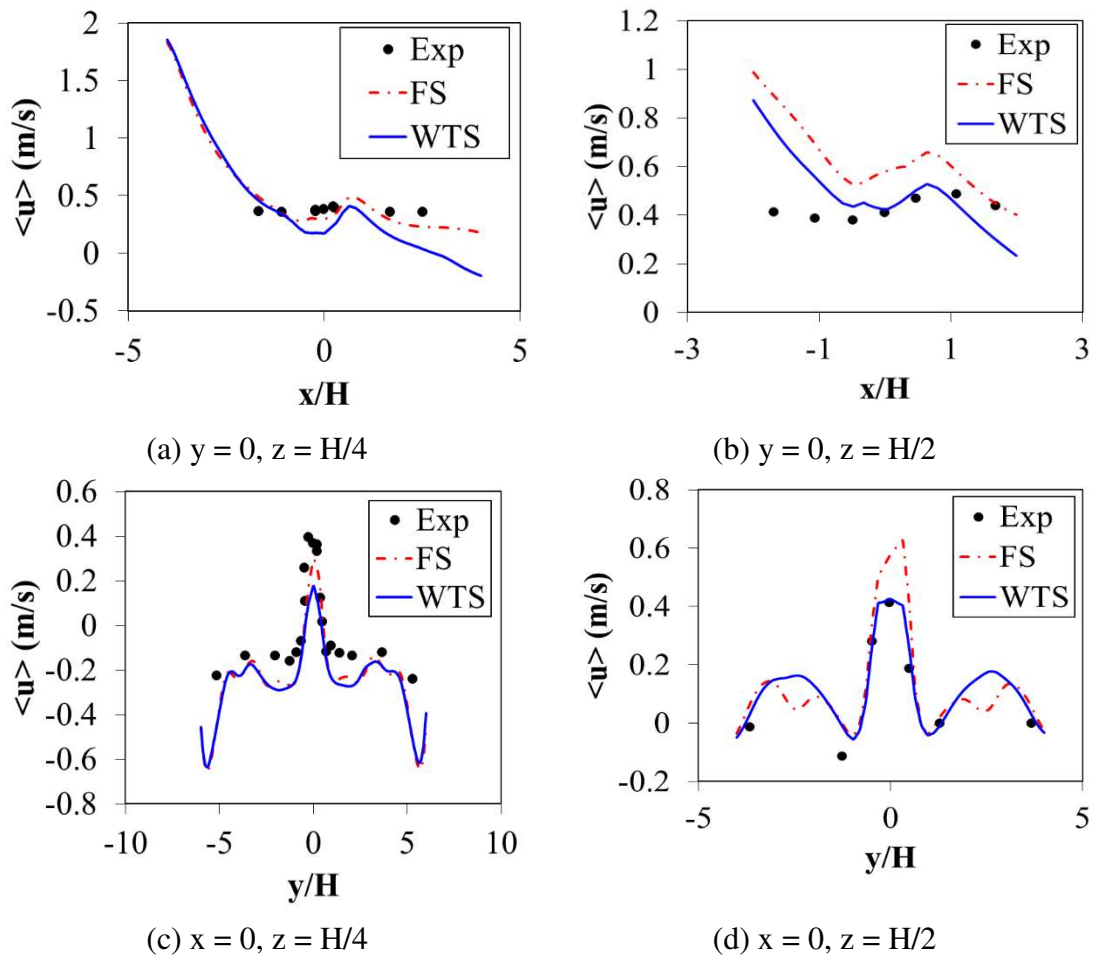 2
1.5
1
0.5
0
-0.5
<u> (m/s)
Exp
FS
WTS
-5 0 5
x/H
(a) y = 0, z = H/4
1.2
1
0.8
0.6
0.4
0.2
0
<u> (m/s)
Exp
FS
WTS
-3 -1 1 3
x/H
(b) y = 0, z = H/2
0.6
0.4
0.2
0
-0.2
-0.4
-0.6
-0.8
<u> (m/s)
Exp
FS
WTS
-10 -5 0 5 10
y/H
(c) x = 0, z = H/4
0.8
0.6
0.4
0.2
0
-0.2
<u> (m/s)
Exp
FS
WTS
-5 0 5
y/H
(d) x = 0, z = H/2